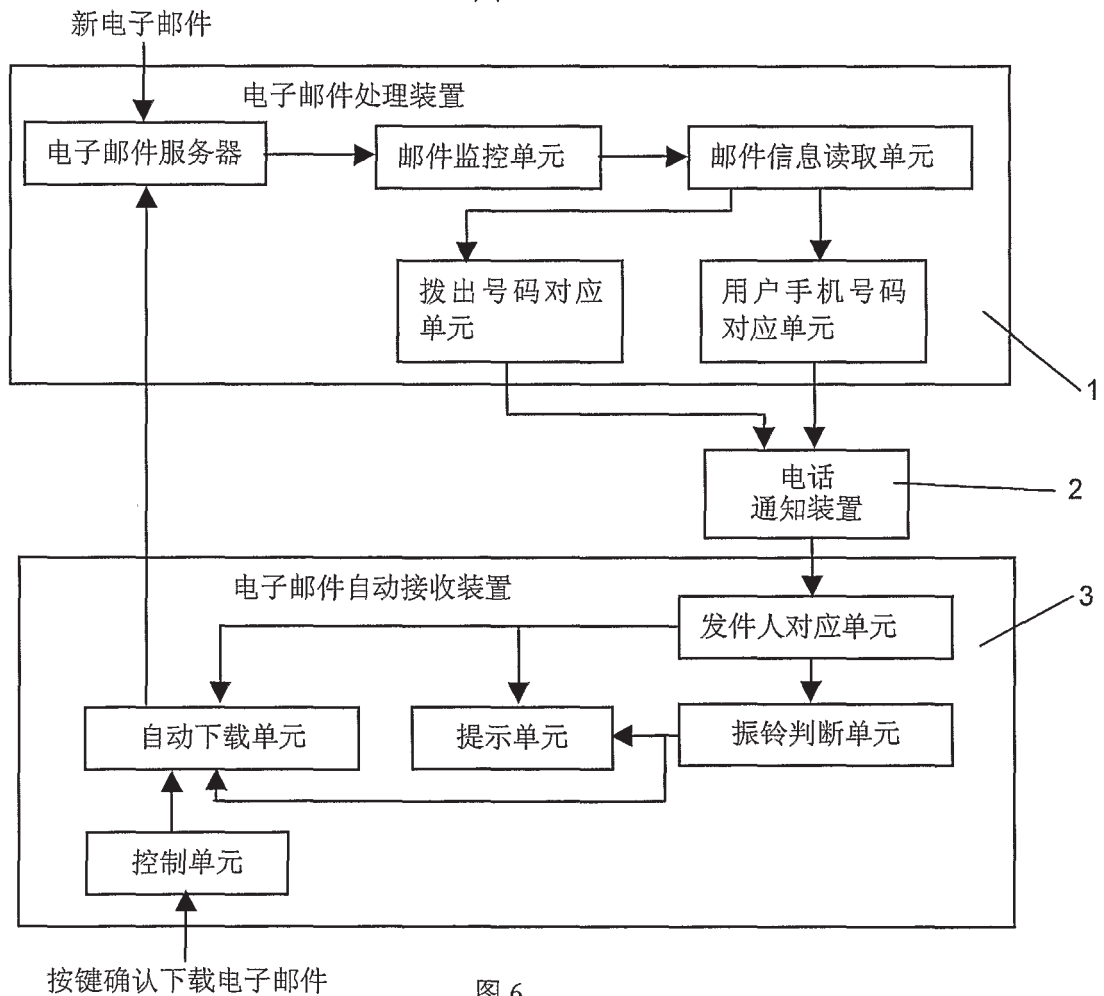 新电子邮件
电子邮件处理装置
电子邮件服务器
邮件监控单元
邮件信息读取单元
拨出号码对应
单元
用户手机号码
对应单元
1
电话
通知装置
2
电子邮件自动接收装置
发件人对应单元
3
自动下载单元
提示单元
振铃判断单元
控制单元
按键确认下载电子邮件
图 6